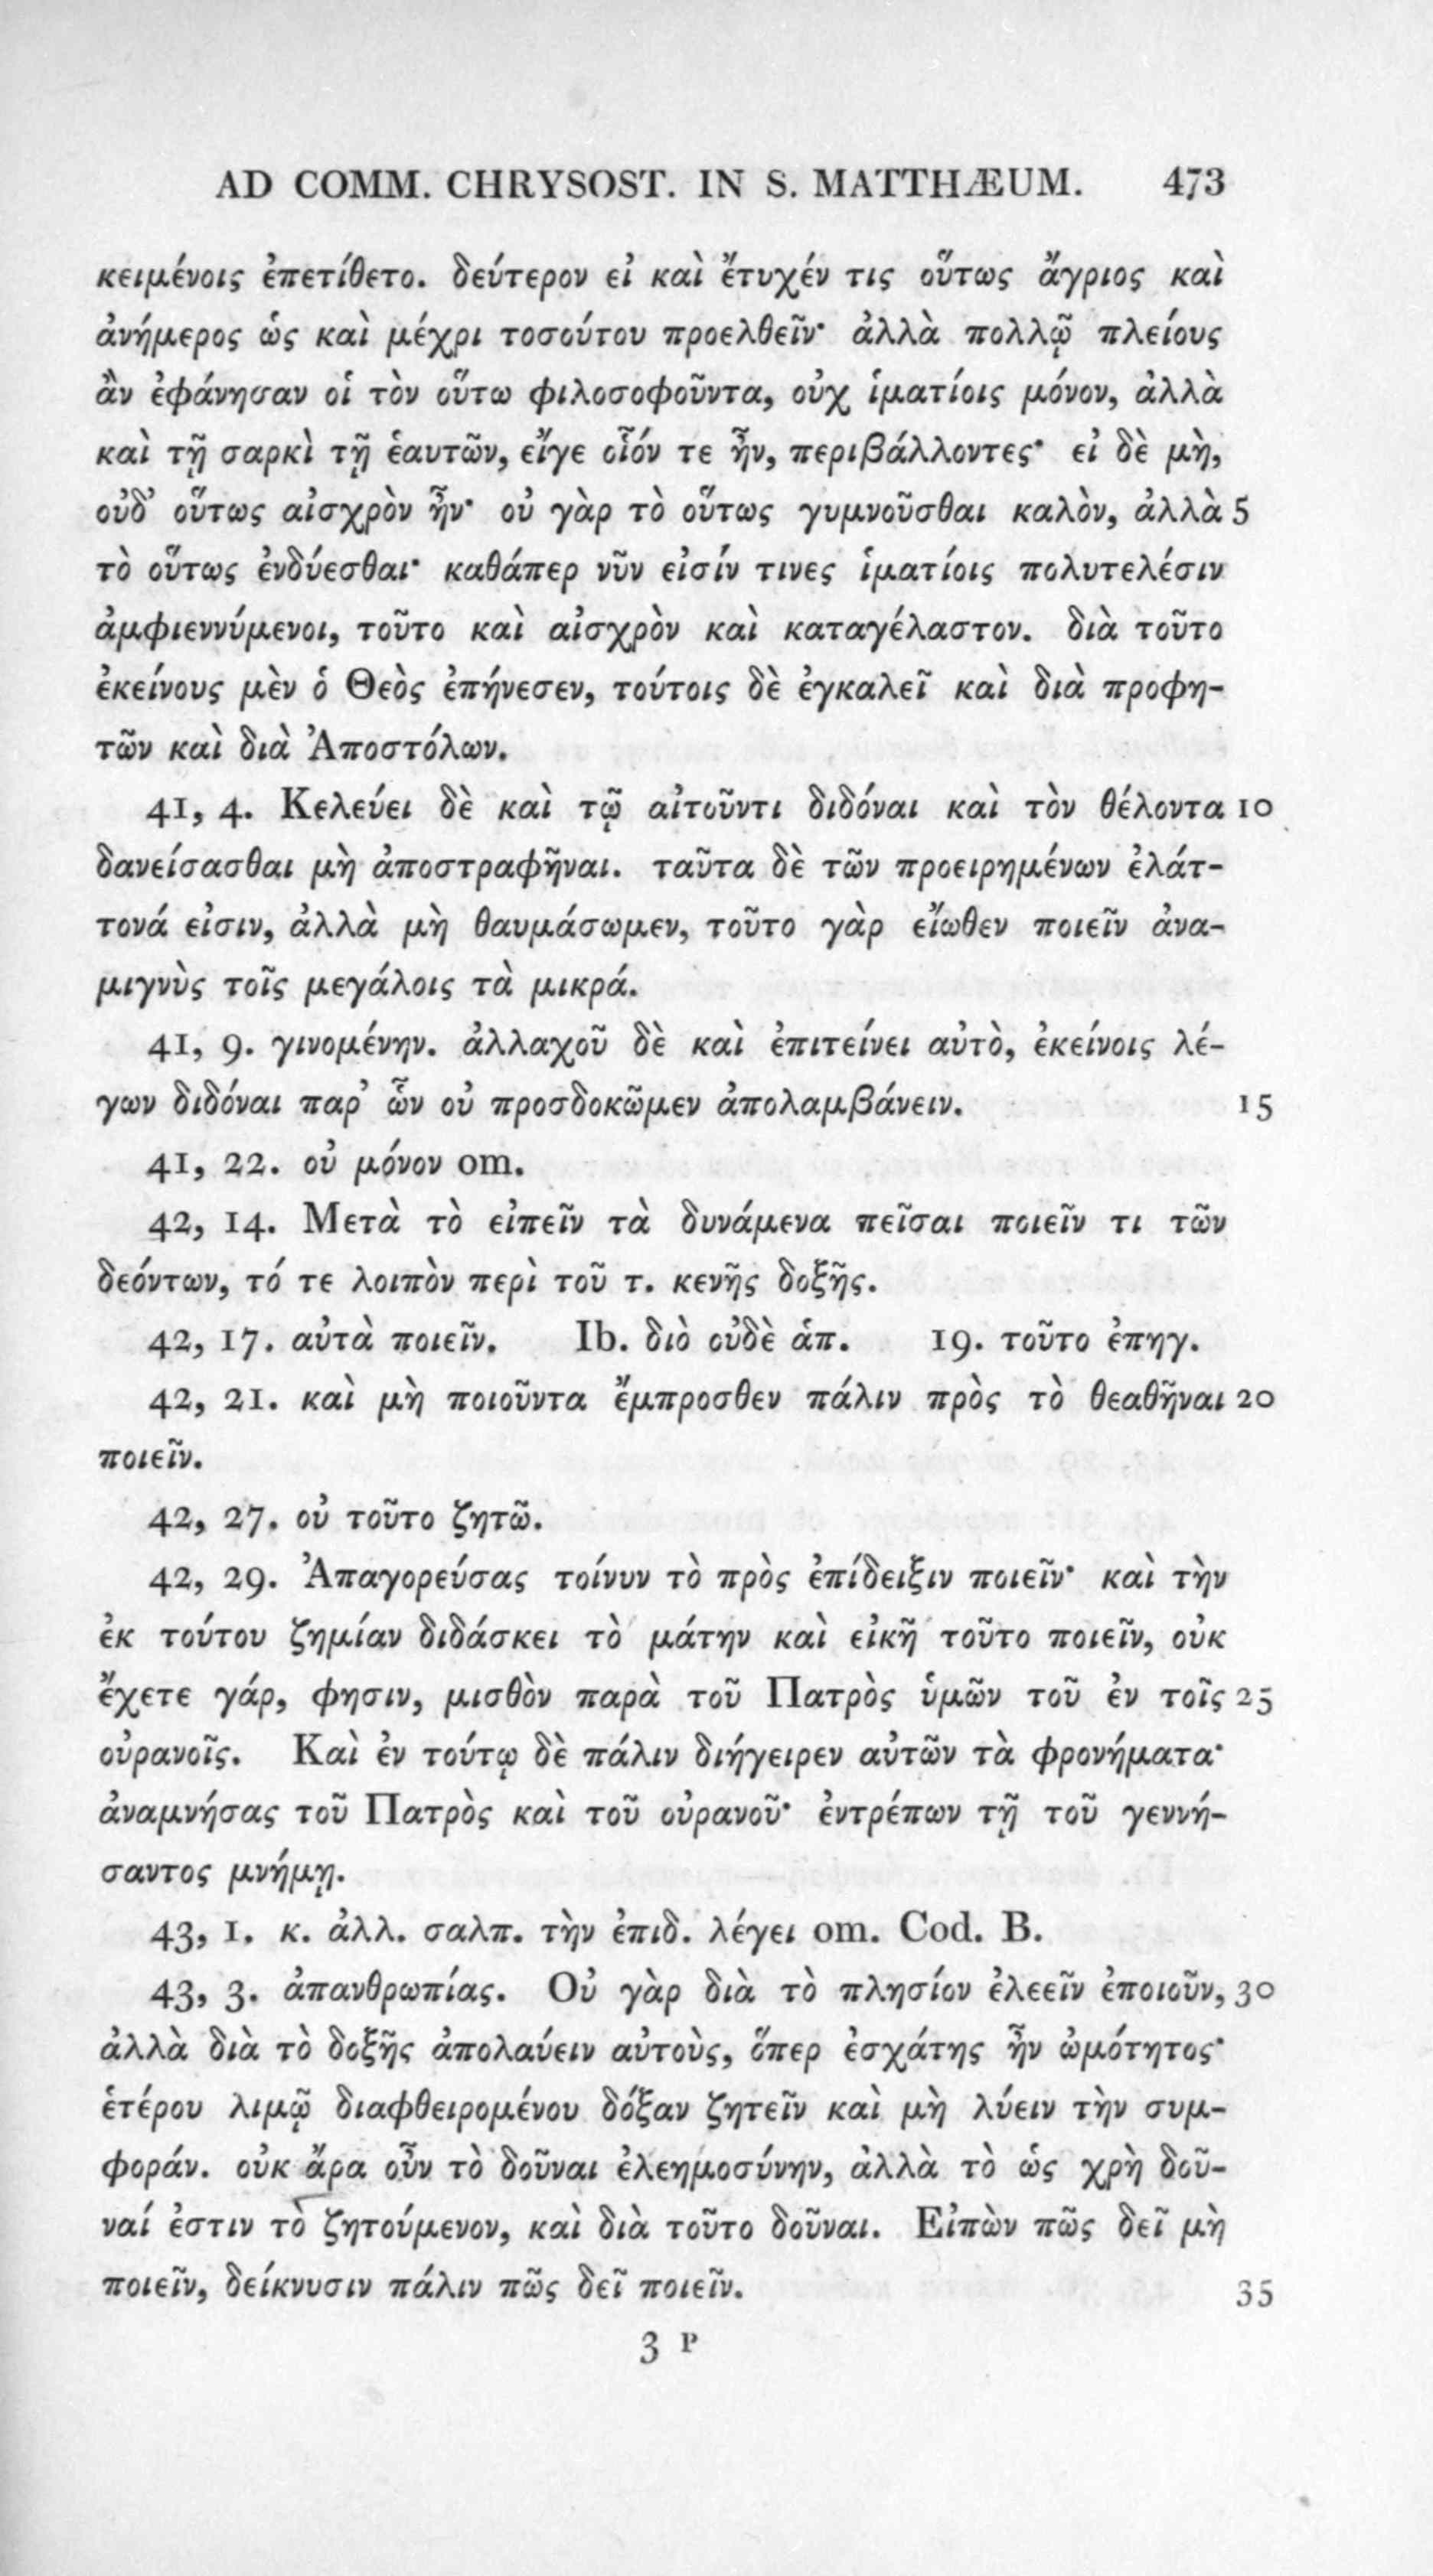 AD COMM. CHRYSOST. IN S. MATTHÆUM. 473
κειμένοις ἐπετίθετο. δεύτερον εἰ καὶ ἔτυχέν τις οὕτως ἄγριος καὶ
ἀνήμερος ὡς καὶ μέχρι τοσούτου προελθεῖν· ἀλλὰ πολλῷ πλείους
ἂν ἐφάνησαν οἱ τὸν οὕτω φιλοσοφοῦντα, οὐχ ἱματίοις μόνον, ἀλλὰ
καὶ τῇ σαρκὶ τῇ ἑαυτῶν, εἴγε οἷόν τε ἦν, περιβάλλοντες· εἰ δὲ μὴ,
οὐδ’ οὕτως αἰσχρὸν ἦν· οὐ γὰρ τὸ οὕτως γυμνοῦσθαι καλὸν, ἀλλὰ 5
τὸ οὕτως ἐνδύεσθαι· καθάπερ νῦν εἰσίν τινες ἱματίοις πολυτελέσιν
ἀμφιεννύμενοι, τοῦτο καὶ αἰσχρὸν καὶ καταγέλαστον. διὰ τοῦτο
ἐκείνους μὲν ὁ Θεὸς ἐπήνεσεν, τούτοις δὲ ἐγκαλεῖ καὶ διὰ προφη-
τῶν καὶ διὰ Ἀποστόλων.
41, 4. Κελεύει δὲ καὶ τῷ αἰτοῦντι διδόναι καὶ τὸν θέλοντα 10
δανείσασθαι μὴ ἀποστραφῆναι. ταῦτα δὲ τῶν προειρημένων ἐλάτ-
τονά εἰσιν, ἀλλὰ μὴ θαυμάσωμεν, τοῦτο γὰρ εἴωθεν ποιεῖν ἀνα-
μιγνὺς τοῖς μεγάλοις τὰ μικρά.
41, 9. γινομένην. ἀλλαχοῦ δὲ καὶ ἐπιτείνει αὐτὸ, ἐκείνοις λέ-
γων διδόναι παρ’ ὧν οὐ προσδοκῶμεν ἀπολαμβάνειν. 15
41, 22. οὐ μόνον om.
42, 14. Μετὰ τὸ εἰπεῖν τὰ δυνάμενα πεῖσαι ποιεῖν τι τῶν
δεόντων, τό τε λοιπὸν περὶ τοῦ τ. κενῆς δοξῆς.
42, 17. αὐτὰ ποιεῖν. Ib. διὸ οὐδὲ ἁπ. 19. τοῦτο ἐπηγ.
42, 21. καὶ μὴ ποιοῦντα ἔμπροσθεν πάλιν πρὸς τὸ θεαθῆναι 20
ποιεῖν.
42, 27. οὐ τοῦτο ζητῶ.
42, 29. Ἀπαγορεύσας τοίνυν τὸ πρὸς ἐπίδειξιν ποιεῖν· καὶ τὴν
ἐκ τούτου ζημίαν διδάσκει τὸ μάτην καὶ εἰκῆ τοῦτο ποιεῖν, οὐκ
ἔχετε γάρ, φησιν, μισθὸν παρὰ τοῦ Πατρὸς ὑμῶν τοῦ ἐν τοῖς 25
οὐρανοῖς. Καὶ ἐν τούτῳ δὲ πάλιν διήγειρεν αὐτῶν τὰ φρονήματα·
ἀναμνήσας τοῦ Πατρὸς καὶ τοῦ οὐρανοῦ· ἐντρέπων τῇ τοῦ γεννή-
σαντος μνήμῃ.
43, 1. κ. ἀλλ. σαλπ. τὴν ἐπιδ. λέγει om. Cod. B.
43, 3. ἀπανθρωπίας. Οὐ γὰρ διὰ τὸ πλησίον ἐλεεῖν ἐποιοῦν, 30
ἀλλὰ διὰ τὸ δοξῆς ἀπολαύειν αὐτοὺς, ὅπερ ἐσχάτης ἦν ὠμότητος·
ἑτέρου λιμῷ διαφθειρομένου δόξαν ζητεῖν καὶ μὴ λύειν τὴν συμ-
φοράν. οὐκ ἄρα οὖν τὸ δοῦναι ἐλεημοσύνην, ἀλλὰ τὸ ὡς χρὴ δοῦ-
ναί ἐστιν τὸ ζητούμενον, καὶ διὰ τοῦτο δοῦναι. Εἰπὼν πῶς δεῖ μὴ
ποιεῖν, δείκνυσιν πάλιν πῶς δεῖ ποιεῖν. 35
3 P